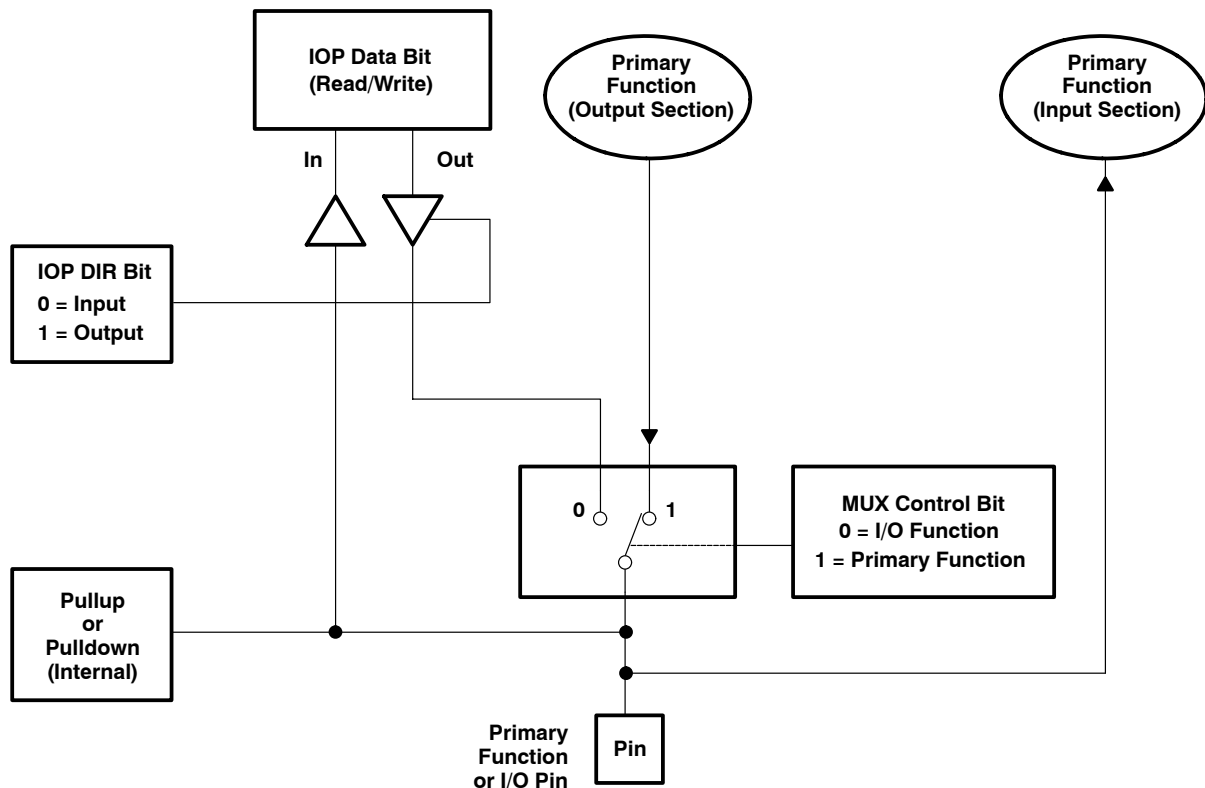 IOP Data Bit
(Read/Write)
Primary
Function
(Output Section)
Primary
Function
(Input Section)
In
Out
IOP DIR Bit
0 = Input
1 = Output
0
1
MUX Control Bit
0 = I/O Function
1 = Primary Function
Pullup
or
Pulldown
(Internal)
Primary
Function
or I/O Pin
Pin